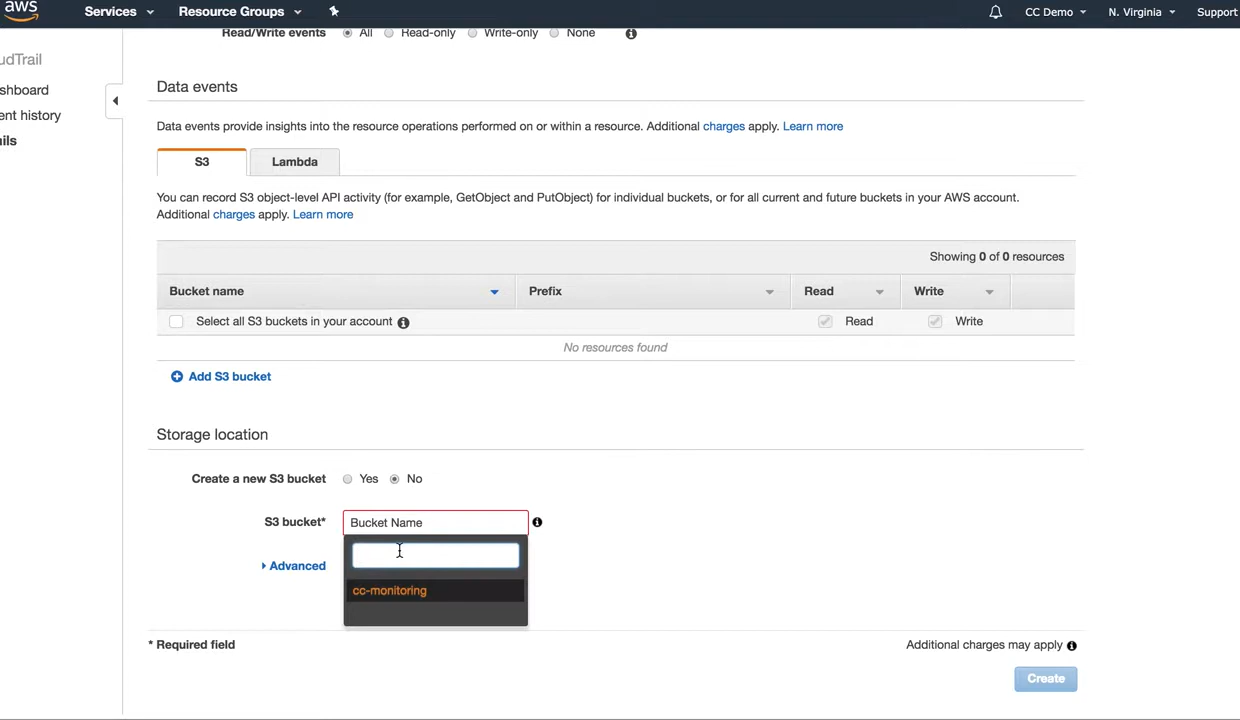 aws Services Resource Groups CC Demo N. Virginia Support
Read/Write events All Read-only Write-only None
udTrail
shboard
ent history
ils
Data events
Data events provide insights into the resource operations performed on or within a resource. Additional charges apply. Learn more
S3 Lambda
You can record S3 object-level API activity (for example, GetObject and PutObject) for individual buckets, or for all current and future buckets in your AWS account.
Additional charges apply. Learn more
Showing 0 of 0 resources
Bucket name Prefix Read Write
Select all S3 buckets in your account Read Write
No resources found
Add S3 bucket
Storage location
Create a new S3 bucket Yes No
S3 bucket* Bucket Name
Advanced
cc-monitoring
* Required field Additional charges may apply
Create